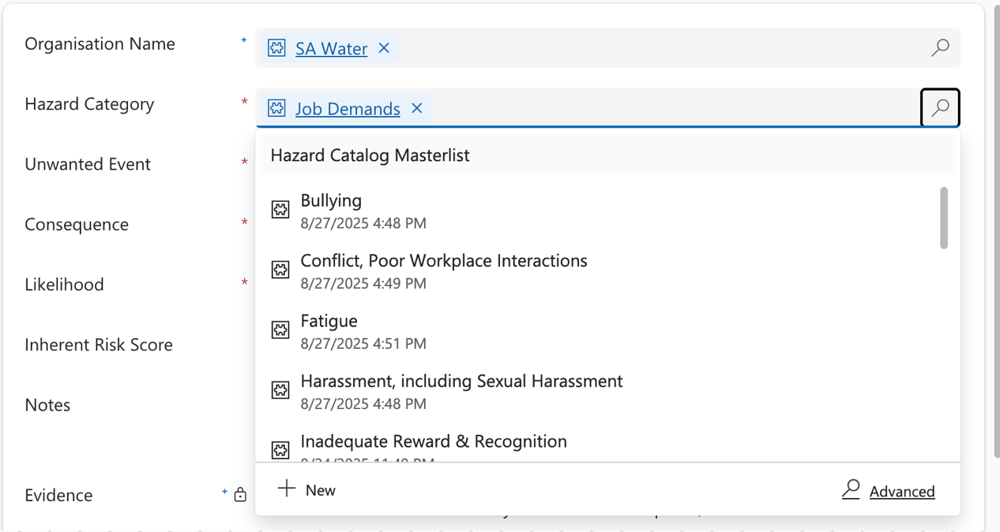 Organisation Name +
SA Water ×
Hazard Category *
Job Demands ×
Hazard Catalog Masterlist
Unwanted Event *
Bullying
8/27/2025 4:48 PM
Consequence *
Conflict, Poor Workplace Interactions
8/27/2025 4:49 PM
Likelihood *
Fatigue
8/27/2025 4:51 PM
Inherent Risk Score
Harassment, including Sexual Harassment
8/27/2025 4:48 PM
Notes
Inadequate Reward & Recognition
+ New
Advanced
Evidence +